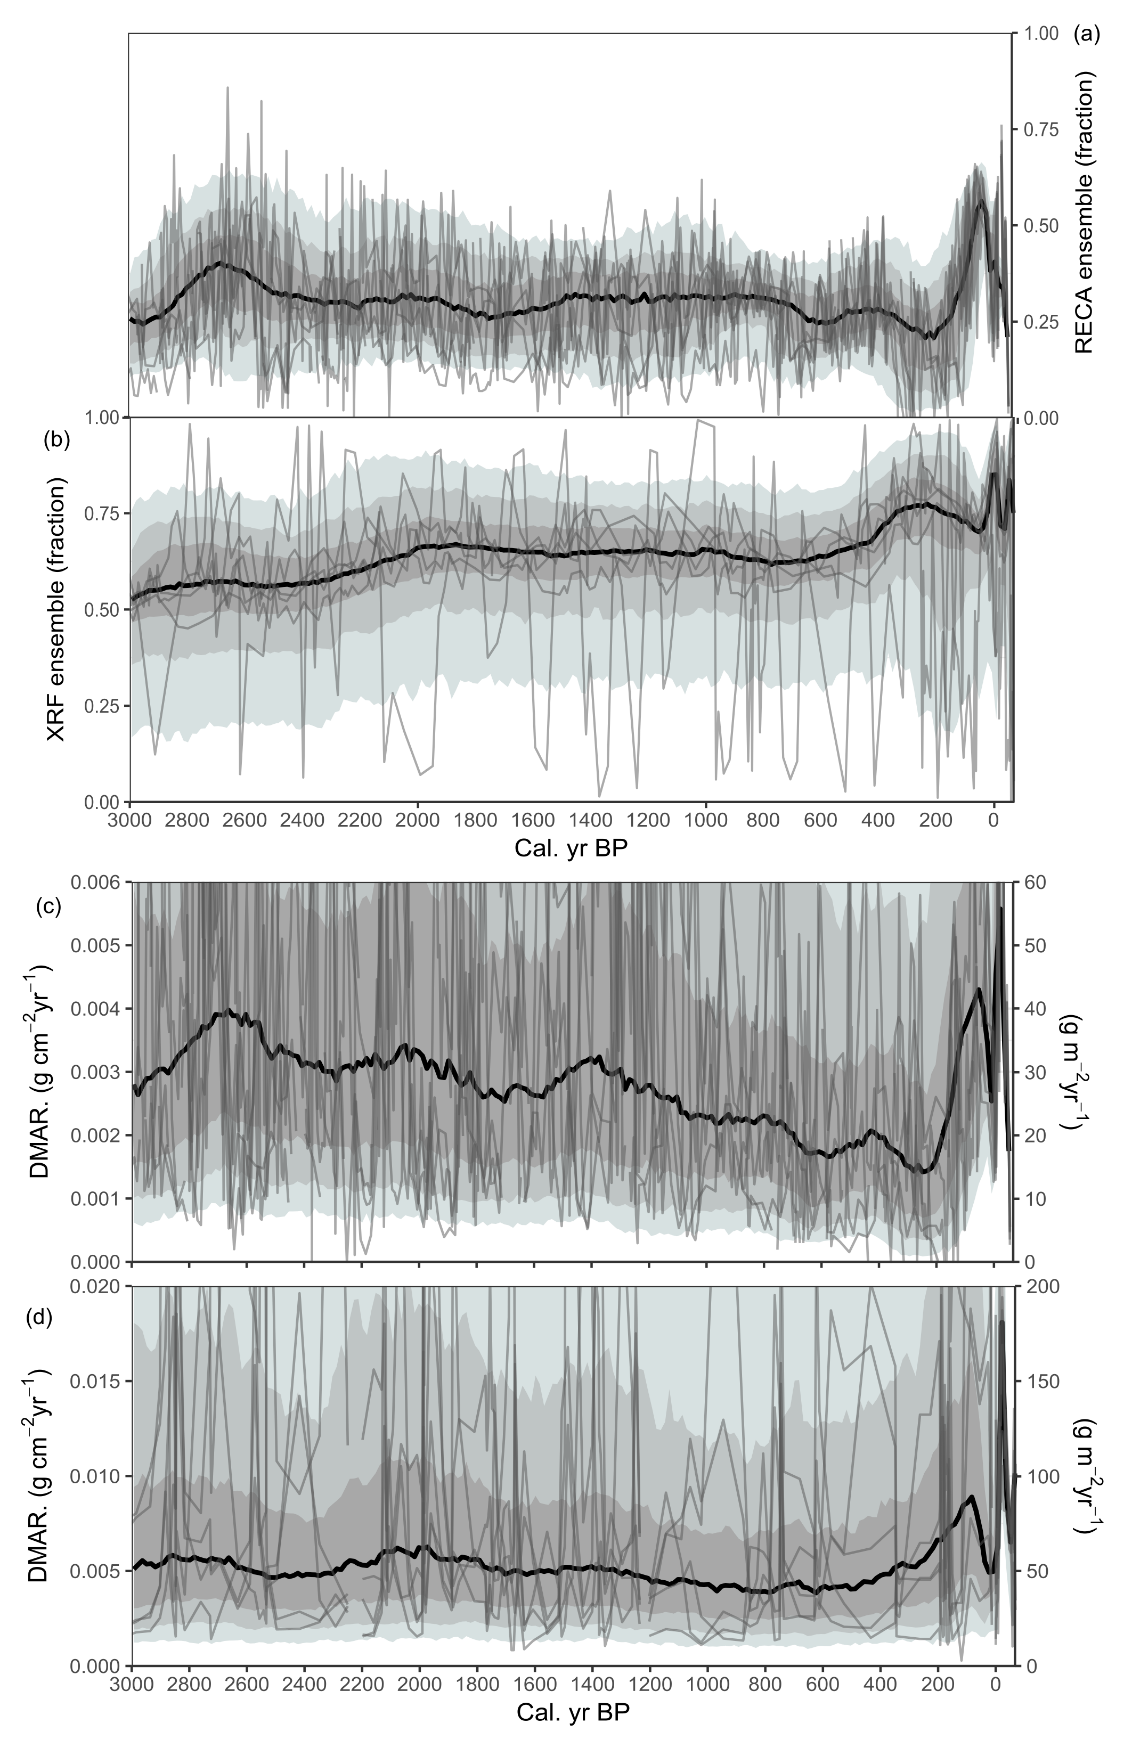 1.00 (a)
0.75
0.50
0.25
0.00
RECA ensemble (fraction)
(b)
1.00
0.75
0.50
0.25
0.00
XRF ensemble (fraction)
3000 2800 2600 2400 2200 2000 1800 1600 1400 1200 1000 800 600 400 200 0
Cal. yr BP
(c)
0.006
0.005
0.004
0.003
0.002
0.001
0.000
DMAR. (g cm⁻²yr⁻¹)
60
50
40
30
20
10
0
(g m⁻²yr⁻¹)
(d)
0.020
0.015
0.010
0.005
0.000
DMAR. (g cm⁻²yr⁻¹)
200
150
100
50
0
(g m⁻²yr⁻¹)
3000 2800 2600 2400 2200 2000 1800 1600 1400 1200 1000 800 600 400 200 0
Cal. yr BP